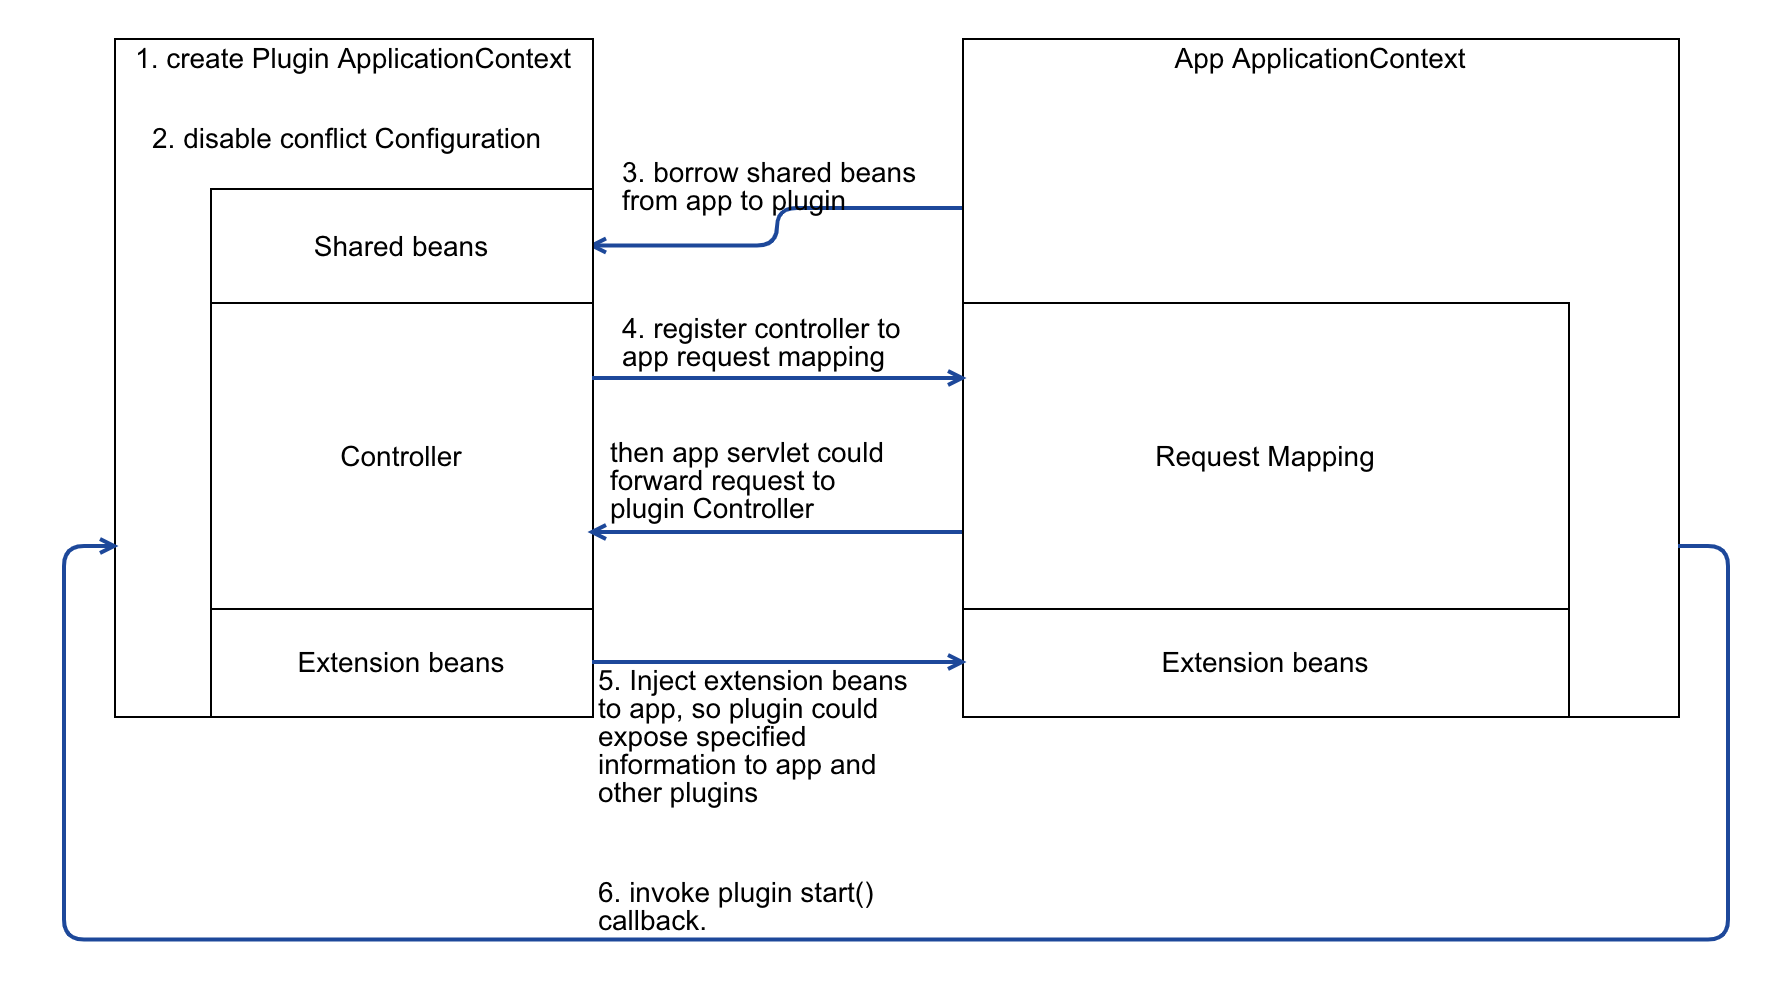 1. create Plugin ApplicationContext
App ApplicationContext
2. disable conflict Configuration
3. borrow shared beans
from app to plugin
Shared beans
4. register controller to
app request mapping
Controller
then app servlet could
forward request to
plugin Controller
Request Mapping
Extension beans
Extension beans
5. Inject extension beans
to app, so plugin could
expose specified
information to app and
other plugins
6. invoke plugin start()
callback.